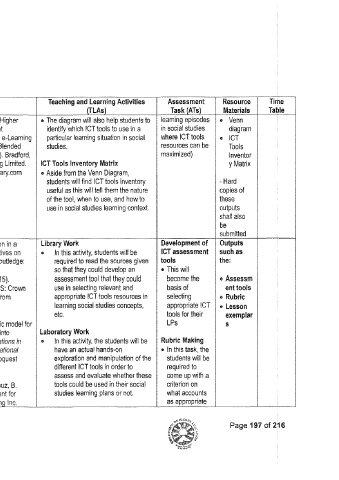 Teaching and Learning Activities
(TLAs)
Assessment
Task (ATs)
Resource
Materials
Time
Table
Higher
e-Learning
Blended
). Bradford,
g Limited.
ary.com
• The diagram will also help students to
identify which ICT tools to use in a
particular learning situation in social
studies.
ICT Tools Inventory Matrix
• Aside from the Venn Diagram,
students will find ICT tools inventory
useful as this will tell them the nature
of the tool, when to use, and how to
use in social studies learning context.
learning episodes
in social studies
where ICT tools
resources can be
maximized)
• Venn
diagram
• ICT
Tools
Inventor
y Matrix
-Hard
copies of
these
outputs
shall also
be
submitted
n in a
tives on
outledge:
15).
S: Crown
rom
ic model for
into
ations in
ational
oquest
uz, B.
ent for
ng Inc.
Library Work
• In this activity, students will be
required to read the sources given
so that they could develop an
assessment tool that they could
use in selecting relevant and
appropriate ICT tools resources in
learning social studies concepts,
etc.
Laboratory Work
• In this activity, the students will be
have an actual hands-on
exploration and manipulation of the
different ICT tools in order to
assess and evaluate whether these
tools could be used in their social
studies learning plans or not.
Development of
ICT assessment
tools
• This will
become the
basis of
selecting
appropriate ICT
tools for their
LPs
Rubric Making
• In this task, the
students will be
required to
come up with a
criterion on
what accounts
as appropriate
Outputs
such as
the:
• Assessm
ent tools
• Rubric
• Lesson
exemplar
s
Page 197 of 216